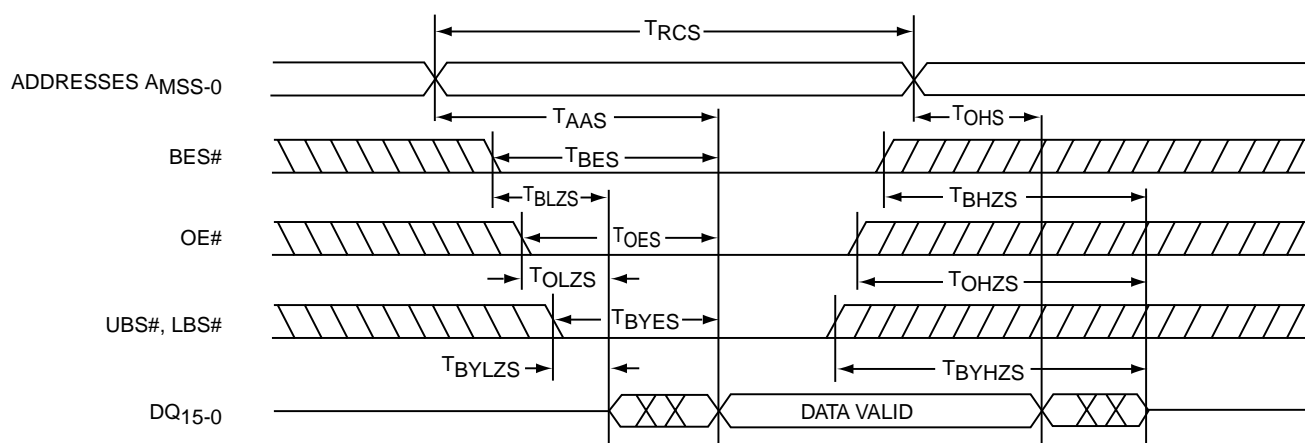 TRCS
ADDRESSES AMSS-0
TAAS
TOHS
BES#
TBES
TBLZS
TBHZS
OE#
TOES
TOLZS
TOHZS
UBS#, LBS#
TBYES
TBYLZS
TBYHZS
DQ15-0
DATA VALID